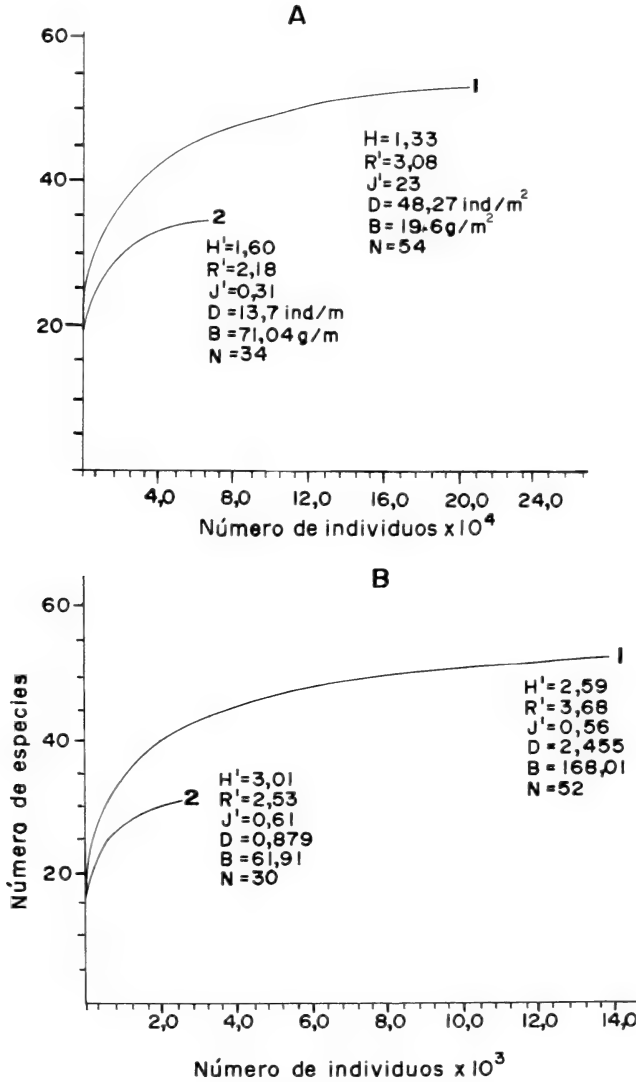 A
60
40
20
1
H=1,33
R'=3,08
J'=23
D=48,27 ind/m²
B=19.6g/m²
N=54
2
H'=1,60
R'=2,18
J'=0,31
D=13,7 ind/m
B=71,04g/m
N=34
4,0 8,0 12,0 16,0 20,0 24,0
Número de individuos x10⁴
B
Número de especies
60
40
20
1
H'=2,59
R'=3,68
J'=0,56
D=2,455
B=168,01
N=52
2
H'=3,01
R'=2,53
J'=0,61
D=0,879
B=61,91
N=30
2,0 4,0 6,0 8,0 10,0 12,0 14,0
Número de individuos x10³